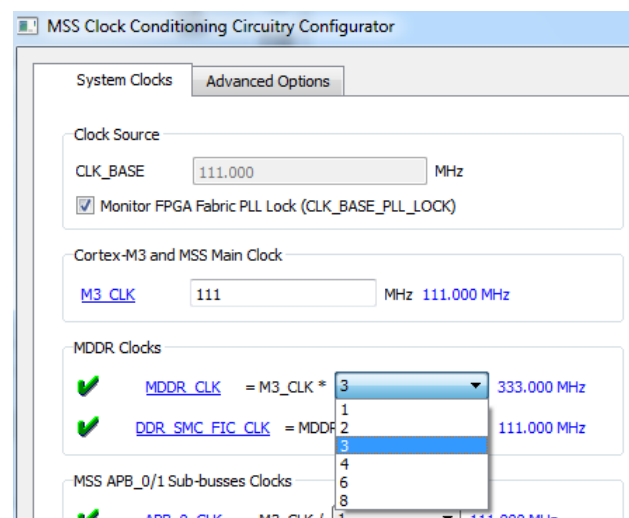 MSS Clock Conditioning Circuitry Configurator
System Clocks Advanced Options
Clock Source
CLK_BASE 111.000 MHz
Monitor FPGA Fabric PLL Lock (CLK_BASE_PLL_LOCK)
Cortex-M3 and MSS Main Clock
M3_CLK 111 MHz 111.000 MHz
MDDR Clocks
MDDR_CLK = M3_CLK * 3 333.000 MHz
1
DDR_SMC_FIC_CLK = MDDR 2 111.000 MHz
3
4
MSS APB_0/1 Sub-busses Clocks 6
8
111.000 MHz